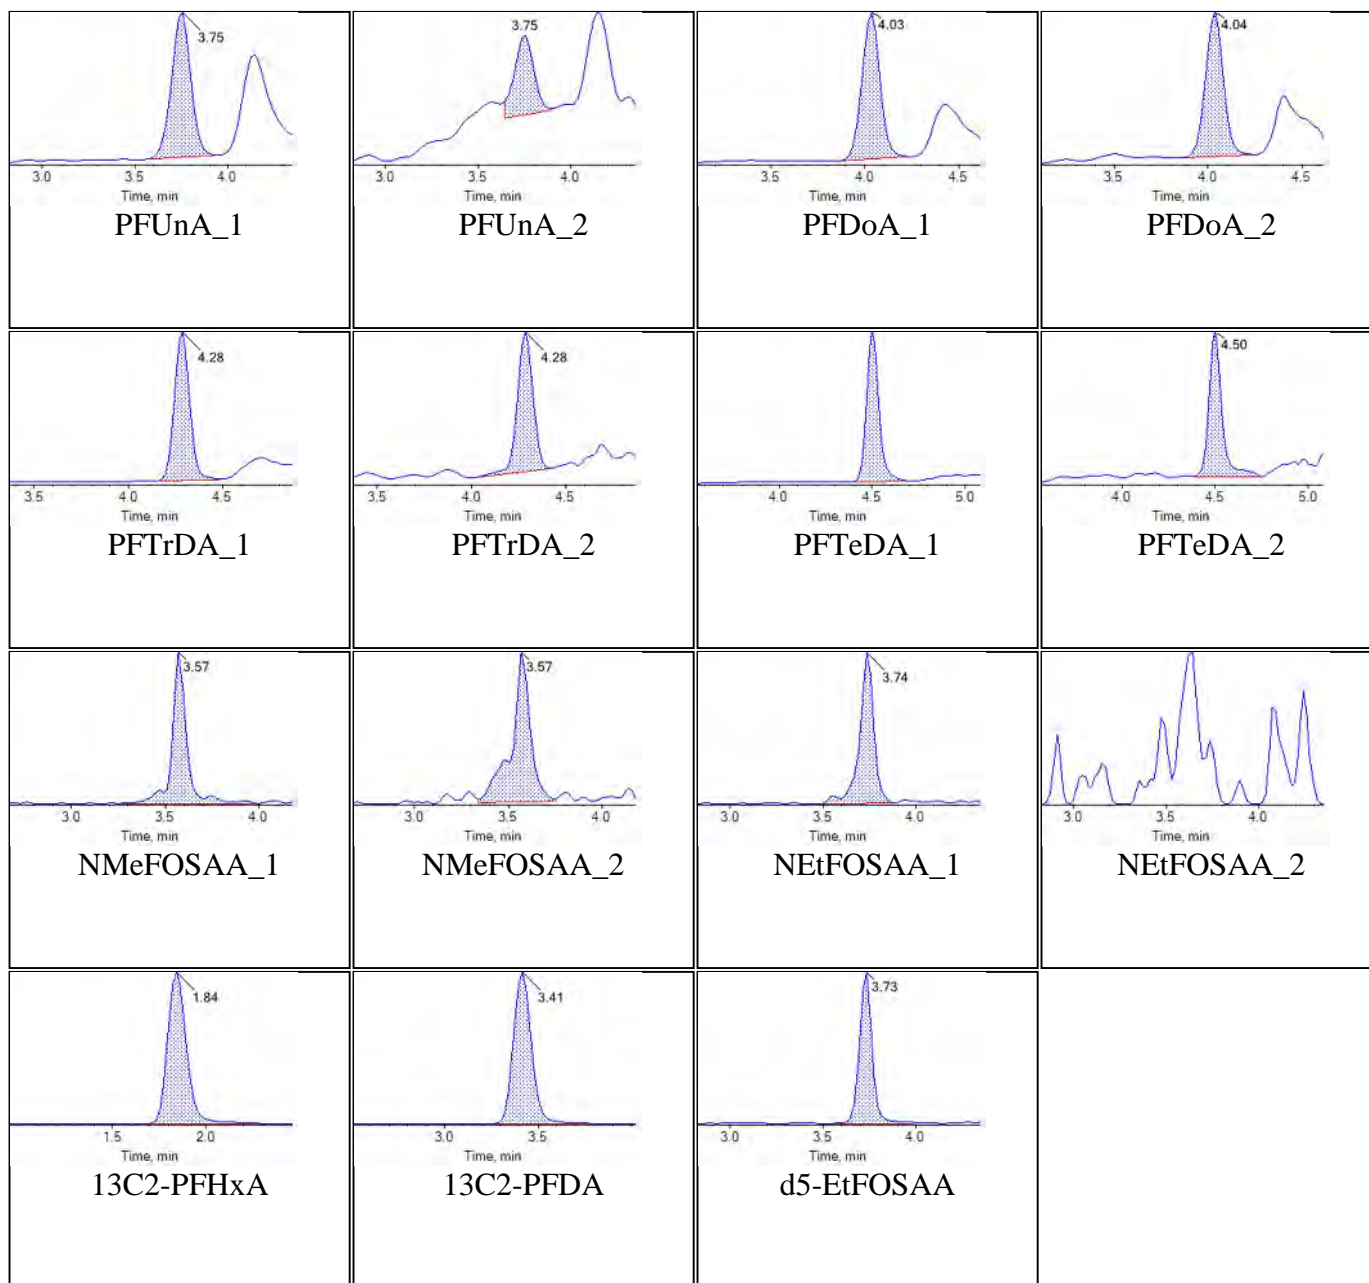 3.75
3.0 3.5 4.0
Time, min
PFUnA_1
3.75
3.0 3.5 4.0
Time, min
PFUnA_2
4.03
3.5 4.0 4.5
Time, min
PFDoA_1
4.04
3.5 4.0 4.5
Time, min
PFDoA_2
4.28
3.5 4.0 4.5
Time, min
PFTrDA_1
4.28
3.5 4.0 4.5
Time, min
PFTrDA_2
4.0 4.5 5.0
Time, min
PFTeDA_1
4.50
4.0 4.5 5.0
Time, min
PFTeDA_2
3.57
3.0 3.5 4.0
Time, min
NMeFOSAA_1
3.57
3.0 3.5 4.0
Time, min
NMeFOSAA_2
3.74
3.0 3.5 4.0
Time, min
NEtFOSAA_1
3.0 3.5 4.0
Time, min
NEtFOSAA_2
1.84
1.5 2.0
Time, min
13C2-PFHxA
3.41
3.0 3.5
Time, min
13C2-PFDA
3.73
3.0 3.5 4.0
Time, min
d5-EtFOSAA